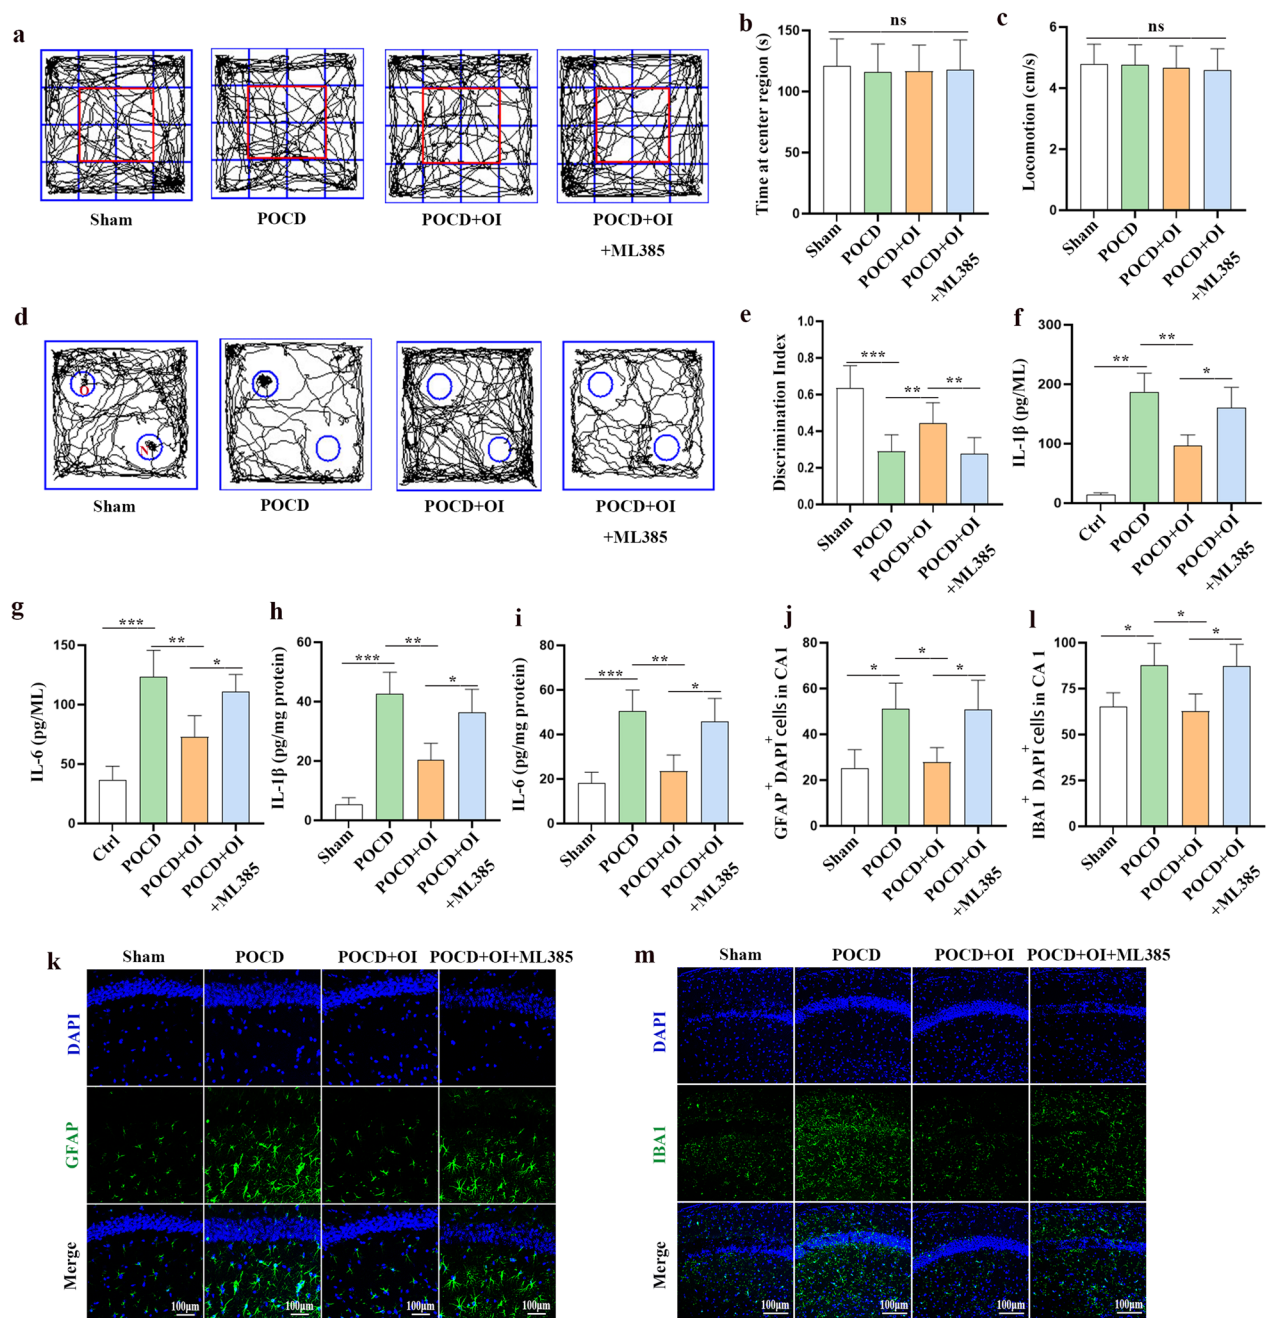 a
Sham
POCD
POCD+OI
POCD+OI
+ML385
b
ns
Time at center region (s)
150
100
50
0
Sham
POCD
POCD+OI
POCD+OI
+ML385
c
ns
Locomotion (cm/s)
6
4
2
0
Sham
POCD
POCD+OI
POCD+OI
+ML385
d
O
N
Sham
POCD
POCD+OI
POCD+OI
+ML385
e
Discrimination Index
1.0
0.8
0.6
0.4
0.2
0.0
***
**
**
Sham
POCD
POCD+OI
POCD+OI
+ML385
f
IL-1β (pg/ML)
300
200
100
0
**
**
*
Ctrl
POCD
POCD+OI
POCD+OI
+ML385
g
IL-6 (pg/ML)
150
100
50
0
***
**
*
Ctrl
POCD
POCD+OI
POCD+OI
+ML385
h
IL-1β (pg/mg protein)
60
40
20
0
***
**
*
Sham
POCD
POCD+OI
POCD+OI
+ML385
i
IL-6 (pg/mg protein)
80
60
40
20
0
***
**
*
Sham
POCD
POCD+OI
POCD+OI
+ML385
j
GFAP+DAPI+cells in CA1
80
60
40
20
0
*
*
*
Sham
POCD
POCD+OI
POCD+OI
+ML385
l
IBA1+ DAPI+cells in CA 1
100
75
50
25
0
*
*
*
Sham
POCD
POCD+OI
POCD+OI
+ML385
k
Sham
POCD
POCD+OI
POCD+OI+ML385
DAPI
GFAP
Merge
100μm
100μm
100μm
100μm
m
Sham
POCD
POCD+OI
POCD+OI+ML385
DAPI
IBA1
Merge
100μm
100μm
100μm
100μm